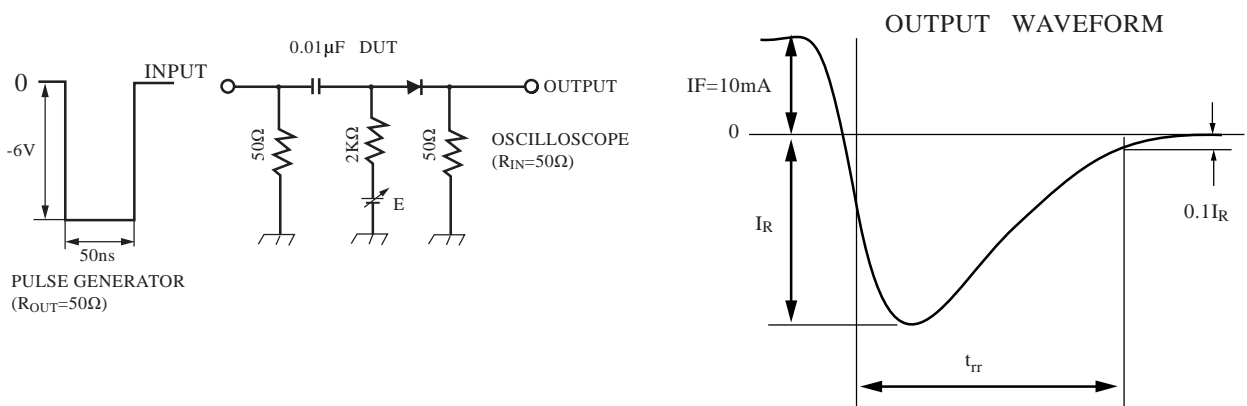 OUTPUT WAVEFORM
0.01μF DUT
0
INPUT
OUTPUT
-6V
50Ω
2KΩ
50Ω
OSCILLOSCOPE
(RIN=50Ω)
E
50ns
PULSE GENERATOR
(ROUT=50Ω)
IF=10mA
0
IR
0.1IR
trr